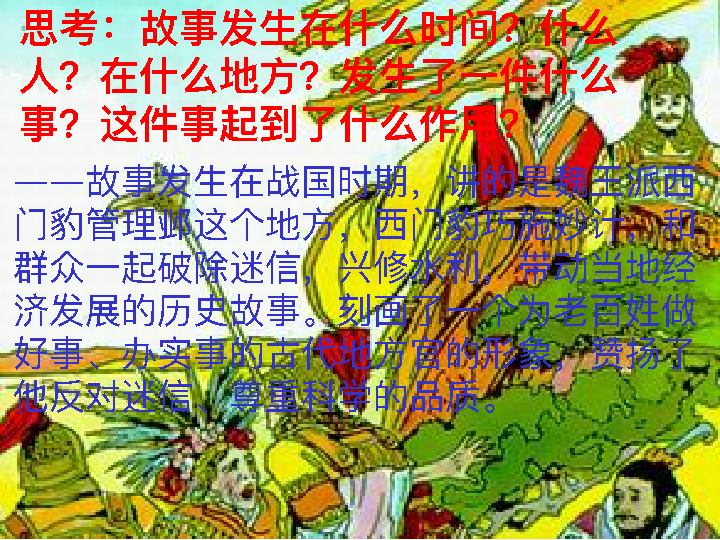 思考：故事发生在什么时间？什么
人？在什么地方？发生了一件什么
事？这件事起到了什么作用？
——故事发生在战国时期，讲的是魏王派西
门豹管理邺这个地方，西门豹巧施妙计，和
群众一起破除迷信，兴修水利，带动当地经
济发展的历史故事。刻画了一个为老百姓做
好事、办实事的古代地方官的形象，赞扬了
他反对迷信、尊重科学的品质。